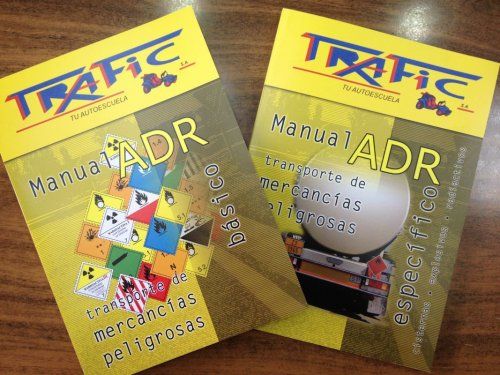 TRAFIC
S.A.
TU AUTOESCUELA
Manual ADR
básico
transporte de
mercancías
peligrosas
TRAFIC
S.A.
TU AUTOESCUELA
Manual ADR
transporte de
mercancías
peligrosas
específico
cisternas · explosivos · radiactivos